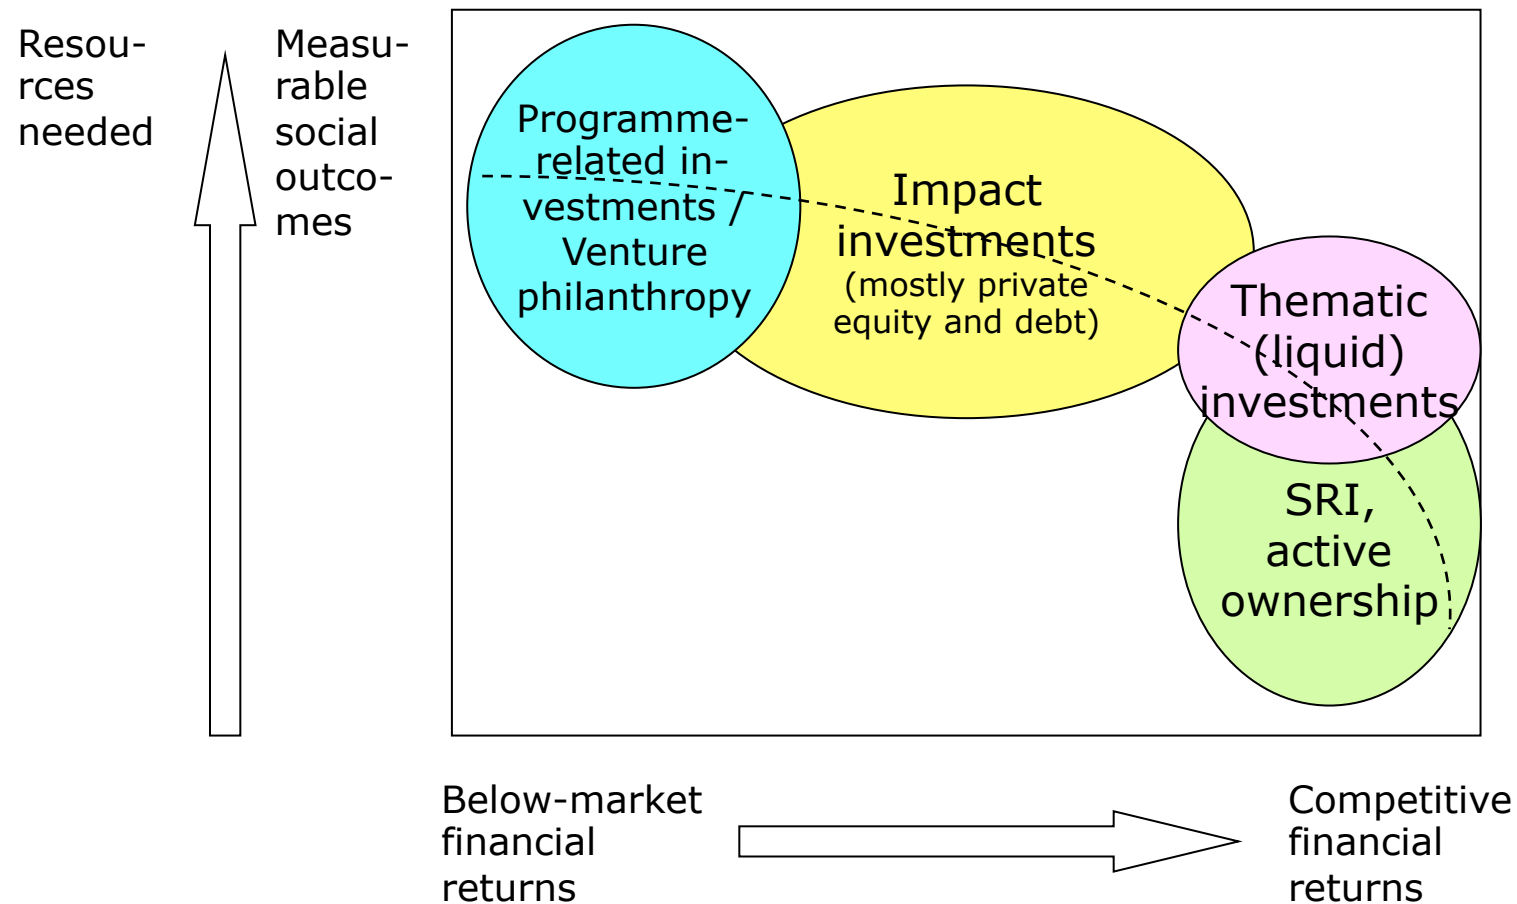 Resou-
rces
needed
Measu-
rable
social
outco-
mes
Programme-
related in-
vestments /
Venture
philanthropy
Impact
investments
(mostly private
equity and debt)
Thematic
(liquid)
investments
SRI,
active
ownership
Below-market
financial
returns
Competitive
financial
returns